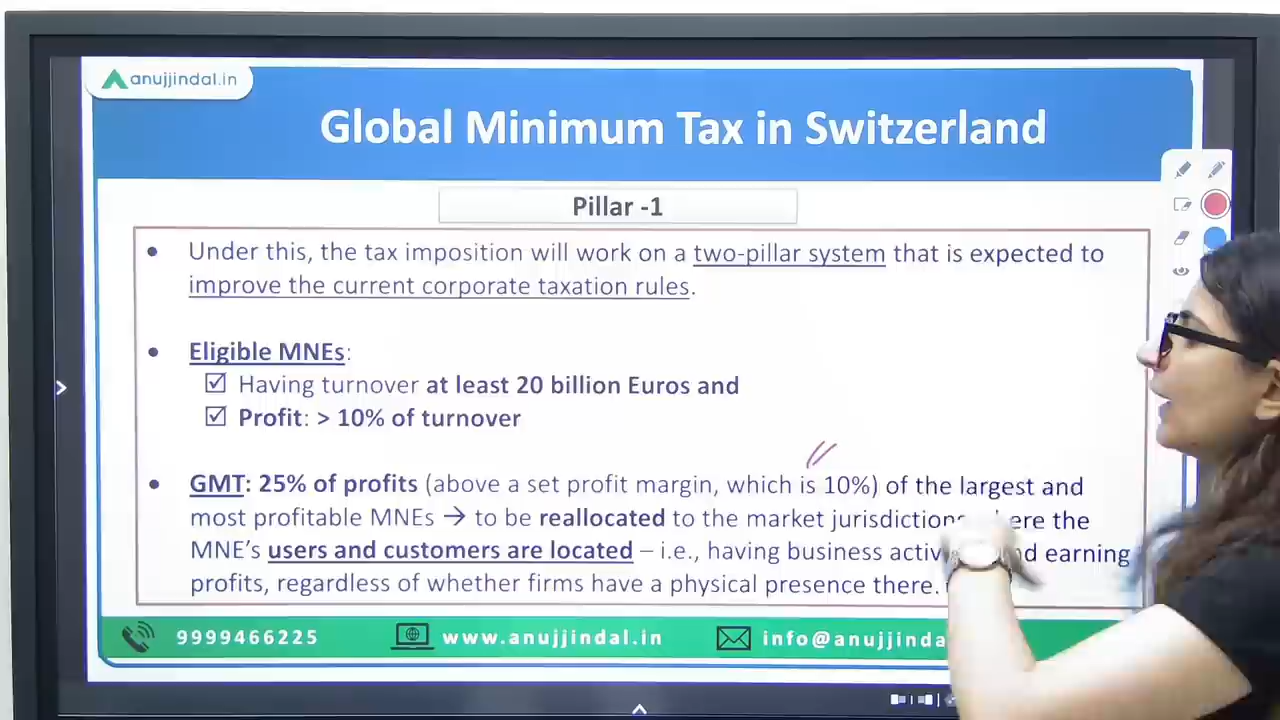 anujjindal.in
Global Minimum Tax in Switzerland
Pillar -1
• Under this, the tax imposition will work on a two-pillar system that is expected to
improve the current corporate taxation rules.
• Eligible MNEs:
☑ Having turnover at least 20 billion Euros and
☑ Profit: > 10% of turnover
• GMT: 25% of profits (above a set profit margin, which is 10%) of the largest and
most profitable MNEs → to be reallocated to the market jurisdictions the
MNE's users and customers are located – i.e., having business earning
profits, regardless of whether firms have a physical presence there.
9999466225 www.anujjindal.in info@anujjinda